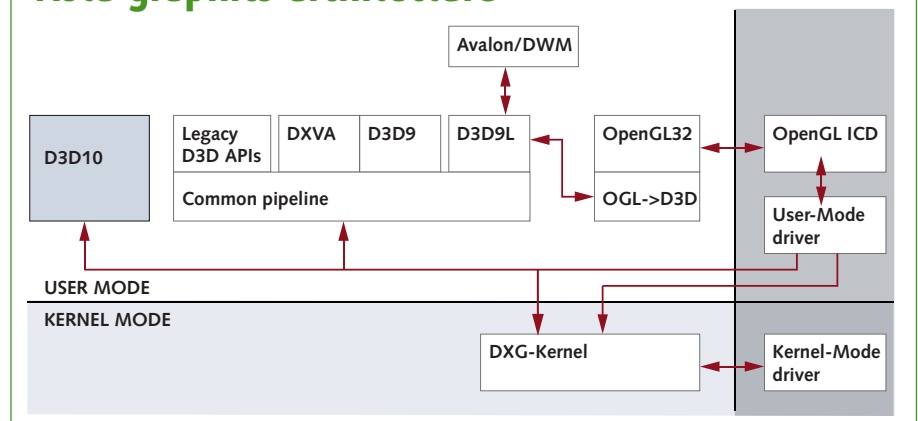 Avalon/DWM
D3D10
Legacy
D3D APIs
DXVA
D3D9
D3D9L
OpenGL32
OpenGL ICD
Common pipeline
OGL->D3D
User-Mode
driver
USER MODE
KERNEL MODE
DXG-Kernel
Kernel-Mode
driver